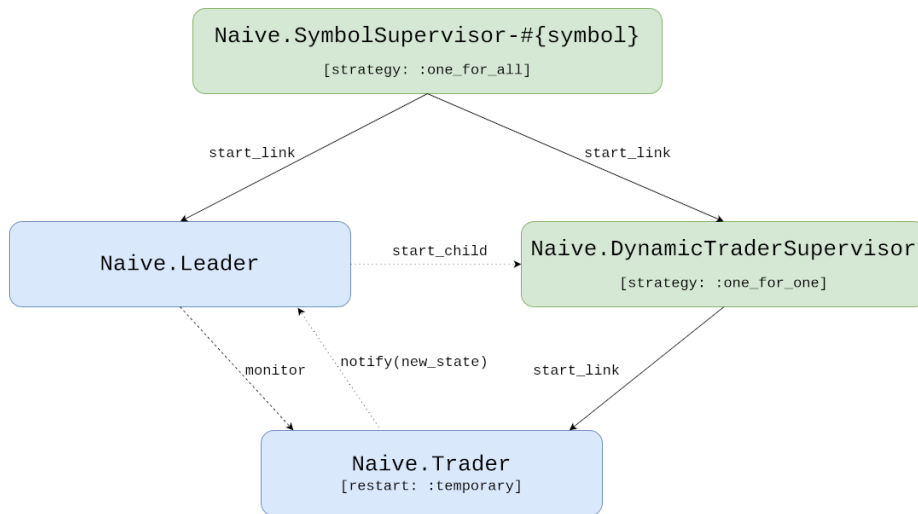 Naive.SymbolSupervisor-#{symbol}
[strategy: :one_for_all]
start_link
start_link
Naive.Leader
start_child
Naive.DynamicTraderSupervisor
[strategy: :one_for_one]
monitor
notify(new_state)
start_link
Naive.Trader
[restart: :temporary]